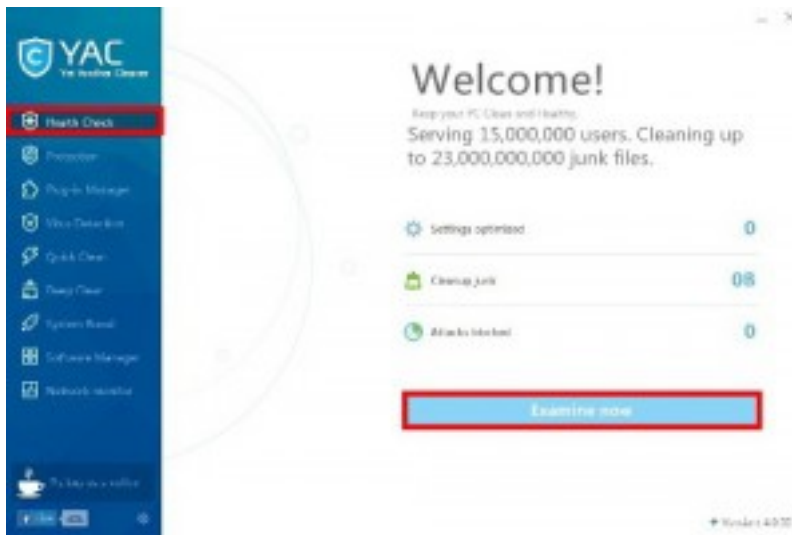 YAC
Yet Another Cleaner
Health Check
Protection
Plug-in Manager
Virus Detection
Quick Clean
Deep Clean
System Boost
Software Manager
Network monitor
Welcome!
Keep your PC Clean and Healthy.
Serving 15,000,000 users. Cleaning up
to 23,000,000,000 junk files.
Settings optimized 0
Cleanup junk 0B
Attacks blocked 0
Examine now